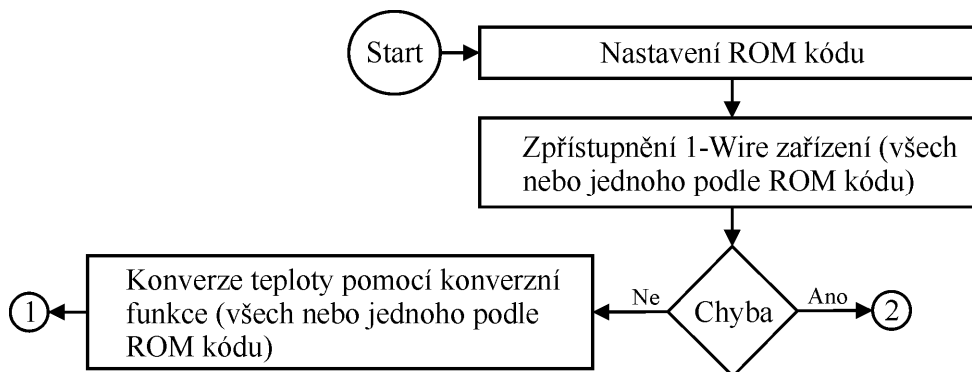 Start
Nastavení ROM kódu
Zpřístupnění 1-Wire zařízení (všech
nebo jednoho podle ROM kódu)
Konverze teploty pomocí konverzní
funkce (všech nebo jednoho podle
ROM kódu)
1
Ne
Chyba
Ano
2